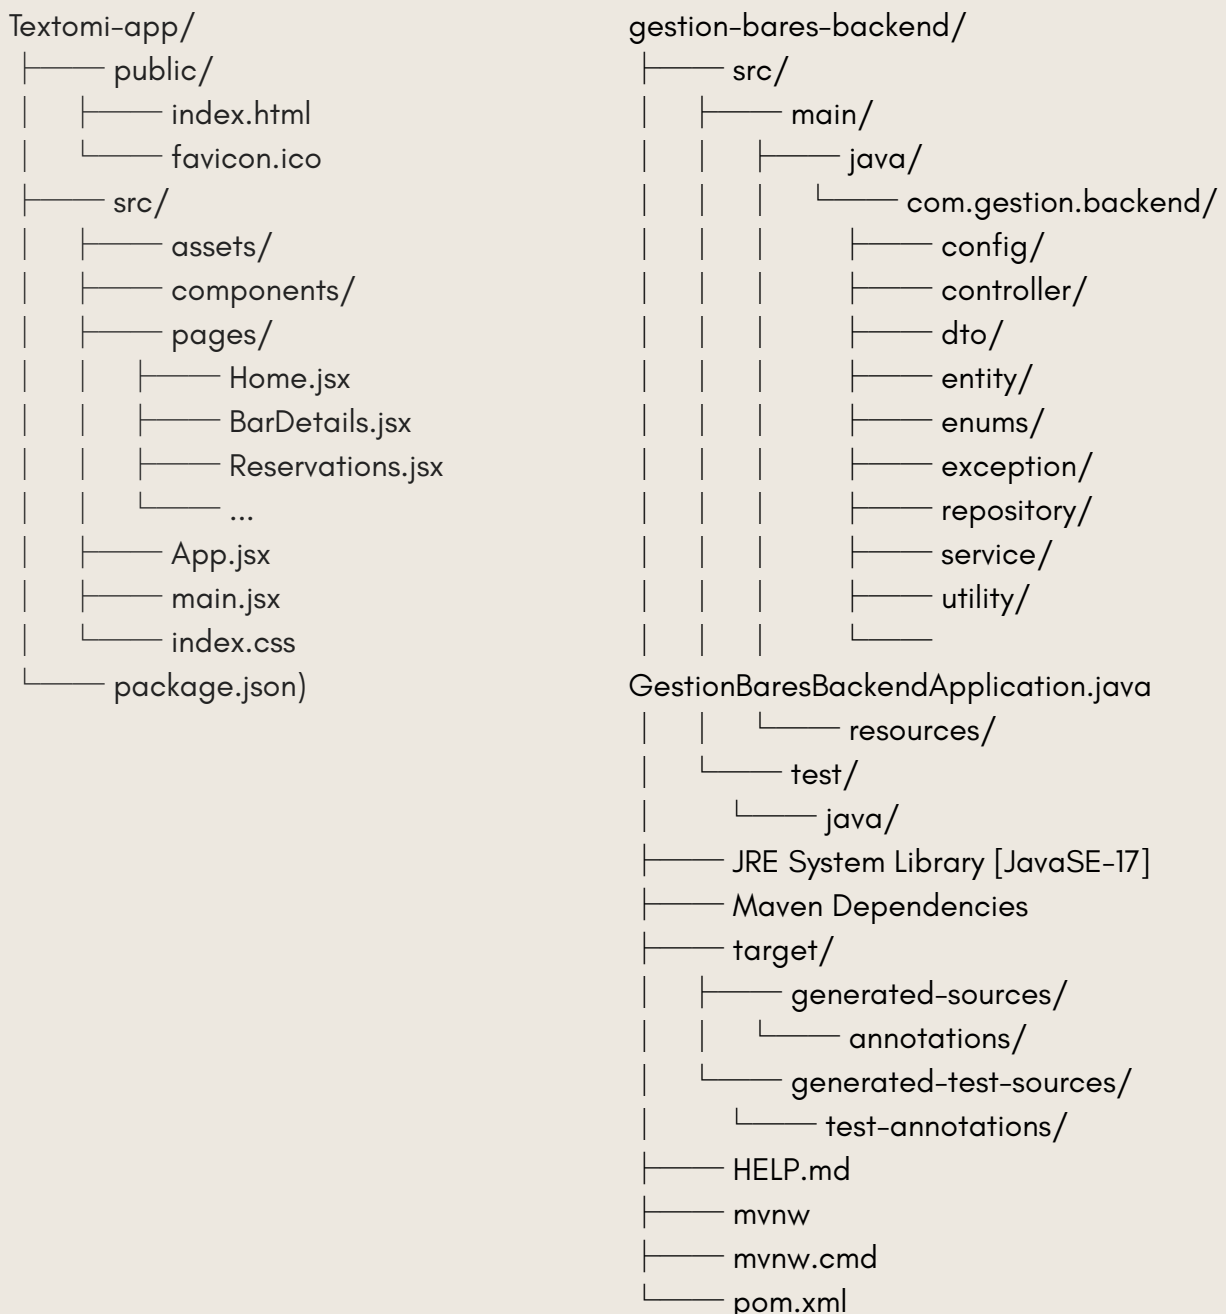 Textomi-app/
├── public/
│   ├── index.html
│   └── favicon.ico
├── src/
│   ├── assets/
│   ├── components/
│   ├── pages/
│   │   ├── Home.jsx
│   │   ├── BarDetails.jsx
│   │   ├── Reservations.jsx
│   │   └── ...
│   ├── App.jsx
│   ├── main.jsx
│   └── index.css
└── package.json)
gestion-bares-backend/
├── src/
│   ├── main/
│   │   ├── java/
│   │   │   └── com.gestion.backend/
│   │   │       ├── config/
│   │   │       ├── controller/
│   │   │       ├── dto/
│   │   │       ├── entity/
│   │   │       ├── enums/
│   │   │       ├── exception/
│   │   │       ├── repository/
│   │   │       ├── service/
│   │   │       ├── utility/
│   │   │       └──
GestionBaresBackendApplication.java
│   │   └── resources/
│   └── test/
│       └── java/
├── JRE System Library [JavaSE-17]
├── Maven Dependencies
├── target/
│   ├── generated-sources/
│   │   └── annotations/
│   └── generated-test-sources/
│       └── test-annotations/
├── HELP.md
├── mvnw
├── mvnw.cmd
└── pom.xml